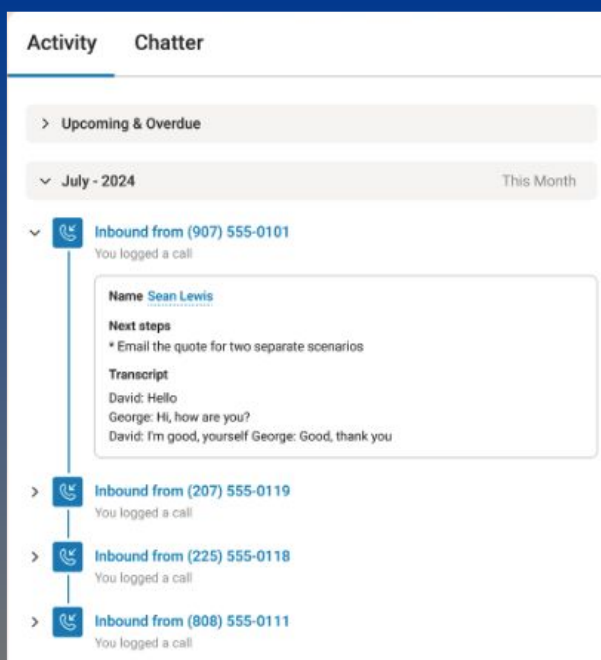 Activity Chatter
Upcoming & Overdue
July - 2024 This Month
Inbound from (907) 555-0101
You logged a call
Name Sean Lewis
Next steps
* Email the quote for two separate scenarios
Transcript
David: Hello
George: Hi, how are you?
David: I'm good, yourself George: Good, thank you
Inbound from (207) 555-0119
You logged a call
Inbound from (225) 555-0118
You logged a call
Inbound from (808) 555-0111
You logged a call